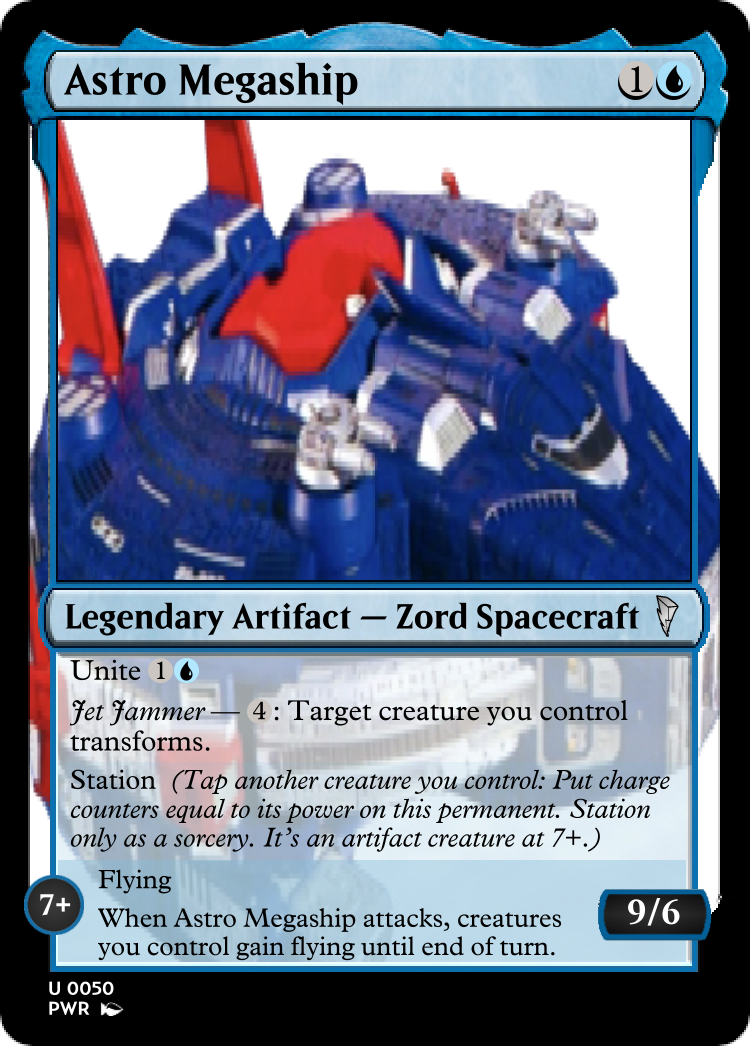 Astro Megaship 1
Legendary Artifact — Zord Spacecraft
Unite 1
Jet Jammer — 4 : Target creature you control
transforms.
Station (Tap another creature you control: Put charge
counters equal to its power on this permanent. Station
only as a sorcery. It's an artifact creature at 7+.)
Flying
7+
When Astro Megaship attacks, creatures
you control gain flying until end of turn.
9/6
U 0050
PWR